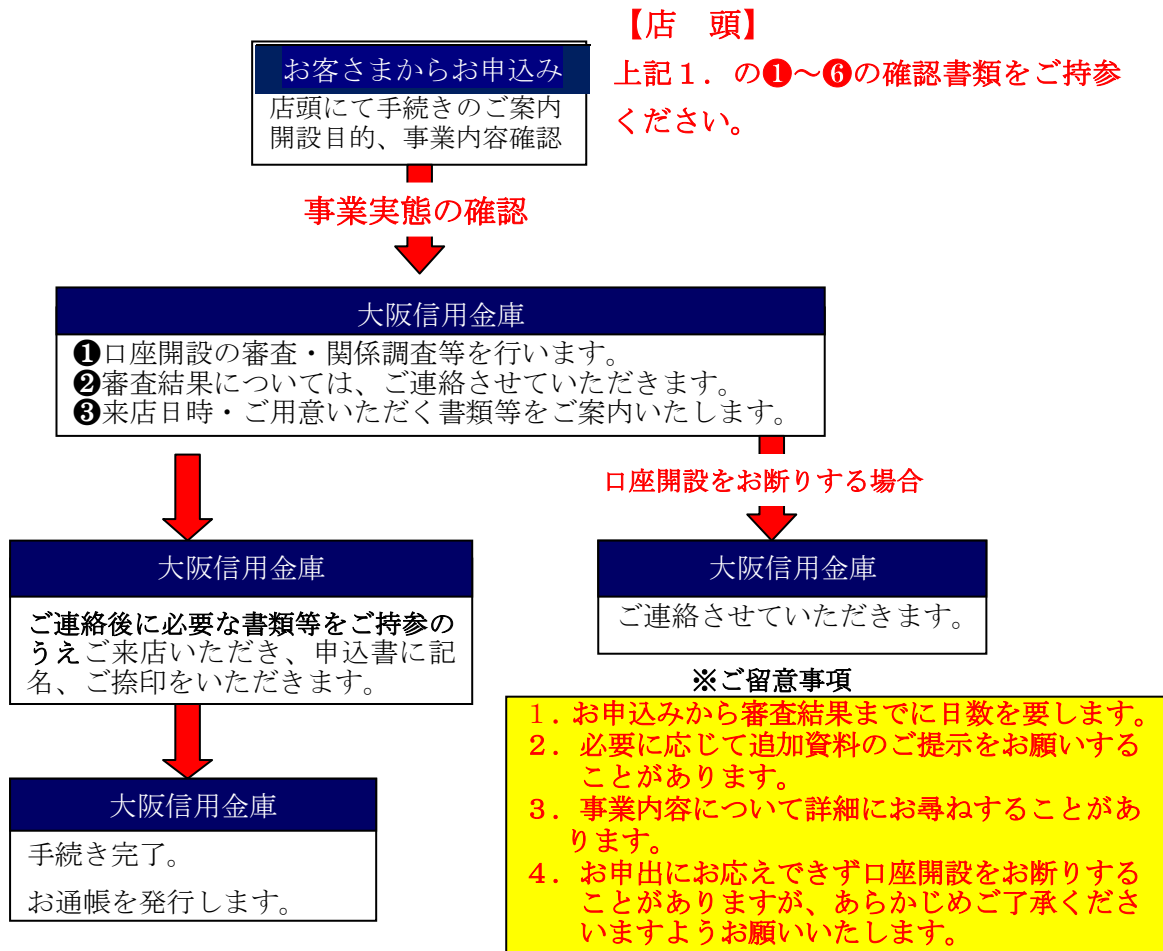 【店　頭】
上記１．の❶～❻の確認書類をご持参
ください。
お客さまからお申込み
店頭にて手続きのご案内
開設目的、事業内容確認
事業実態の確認
大阪信用金庫
❶口座開設の審査・関係調査等を行います。
❷審査結果については、ご連絡させていただきます。
❸来店日時・ご用意いただく書類等をご案内いたします。
口座開設をお断りする場合
大阪信用金庫
ご連絡後に必要な書類等をご持参の
うえご来店いただき、申込書に記
名、ご捺印をいただきます。
大阪信用金庫
ご連絡させていただきます。
大阪信用金庫
手続き完了。
お通帳を発行します。
※ご留意事項
１．お申込みから審査結果までに日数を要します。
２．必要に応じて追加資料のご提示をお願いする
ことがあります。
３．事業内容について詳細にお尋ねすることがあ
ります。
４．お申出にお応えできず口座開設をお断りする
ことがありますが、あらかじめご了承くださ
いますようお願いいたします。